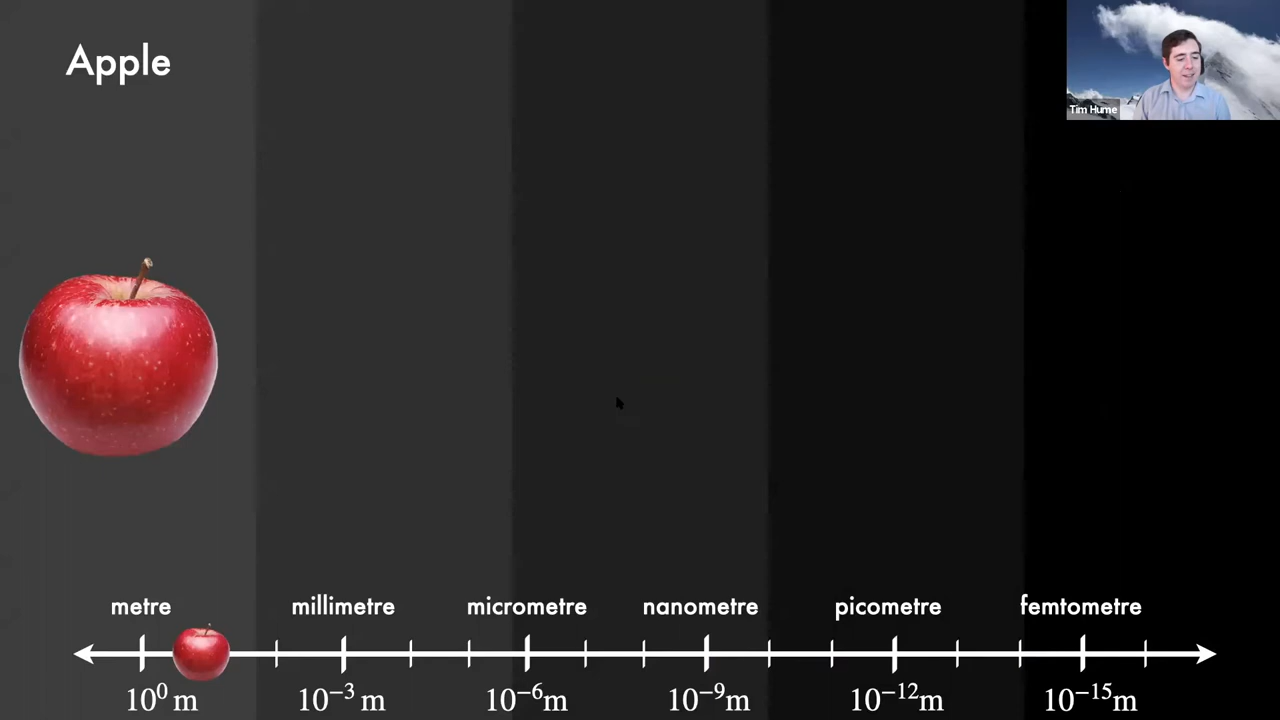 Apple
Tim Hume
metre millimetre micrometre nanometre picometre femtometre
10⁰ m 10⁻³ m 10⁻⁶m 10⁻⁹m 10⁻¹²m 10⁻¹⁵m